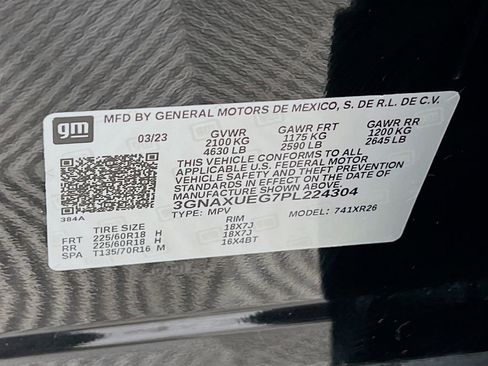 gm
MFD BY GENERAL MOTORS DE MEXICO, S. DE R.L. DE C.V.
03/23 GVWR GAWR FRT GAWR RR
2100 KG 1175 KG 1200 KG
4630 LB 2590 LB 2645 LB
THIS VEHICLE CONFORMS TO ALL
APPLICABLE U.S. FEDERAL MOTOR
VEHICLE SAFETY AND THEFT PREVENTION
STANDARDS IN EFFECT ON THE DATE OF
MANUFACTURE SHOWN ABOVE.
3GNAXUEG7PL224304
384A TYPE: MPV MODEL: 741XR26
TIRE SIZE RIM
FRT 225/60R18 H 18X7J
RR 225/60R18 H 18X7J
SPA T135/70R16 M 16X4BT